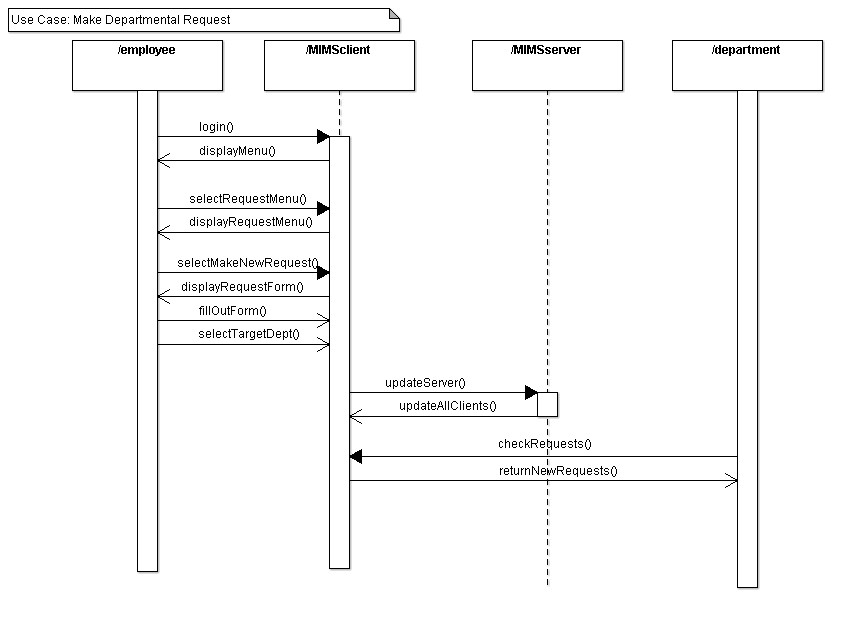 Use Case: Make Departmental Request
/employee
/MIMSclient
/MIMSserver
/department
login()
displayMenu()
selectRequestMenu()
displayRequestMenu()
selectMakeNewRequest()
displayRequestForm()
fillOutForm()
selectTargetDept()
updateServer()
updateAllClients()
checkRequests()
returnNewRequests()